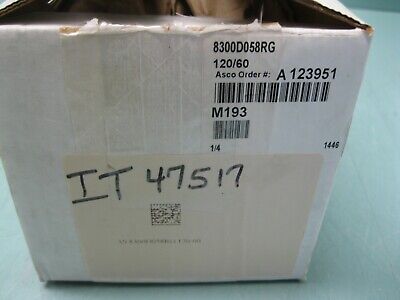 8300D058RG
120/60
Asco Order #: A 123951
M193
1/4 1446
IT 47517